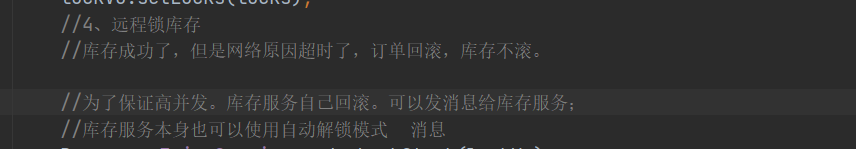 lockVo.setLocks(locks);
//4、远程锁库存
//库存成功了，但是网络原因超时了，订单回滚，库存不滚。
//为了保证高并发。库存服务自己回滚。可以发消息给库存服务；
//库存服务本身也可以使用自动解锁模式  消息